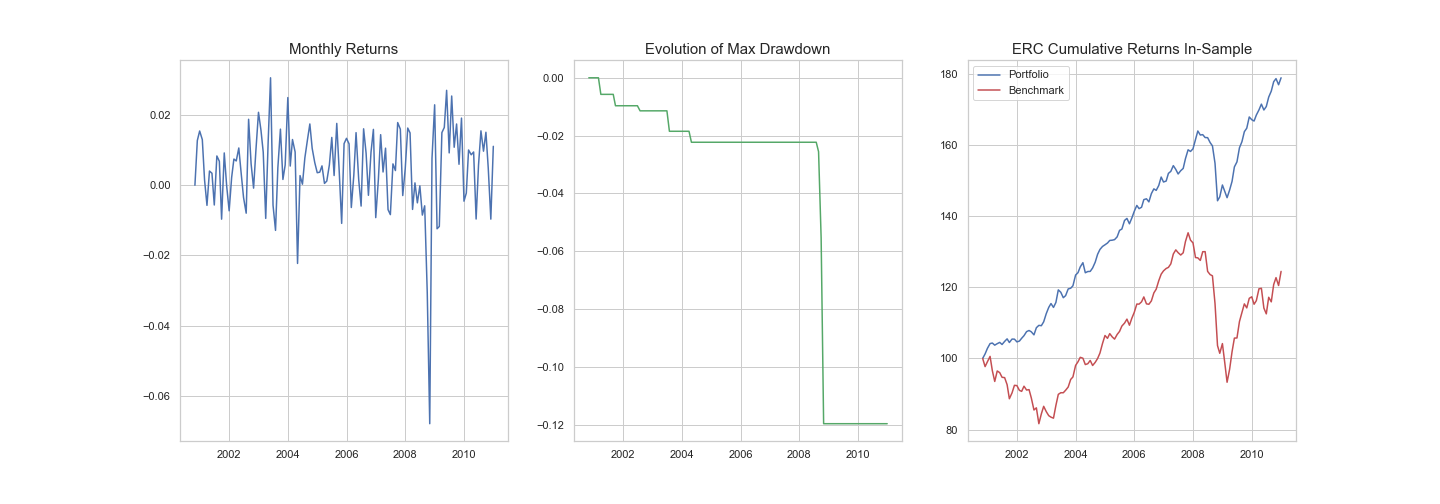 Monthly Returns
0.02
0.00
−0.02
−0.04
−0.06
2002 2004 2006 2008 2010
Evolution of Max Drawdown
0.00
−0.02
−0.04
−0.06
−0.08
−0.10
−0.12
2002 2004 2006 2008 2010
ERC Cumulative Returns In-Sample
Portfolio
Benchmark
180
160
140
120
100
80
2002 2004 2006 2008 2010